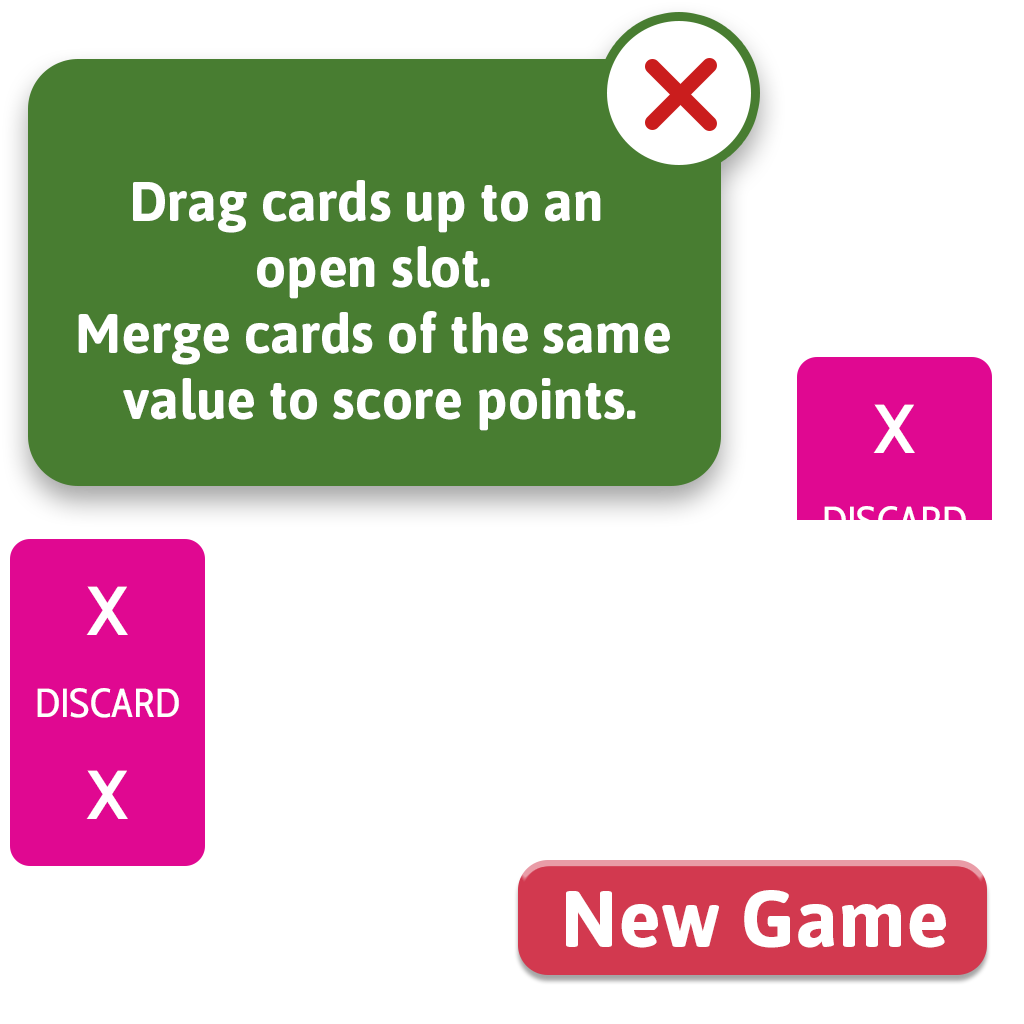 Drag cards up to an
open slot.
Merge cards of the same
value to score points.
X
DISCARD
X
DISCARD
X
New Game